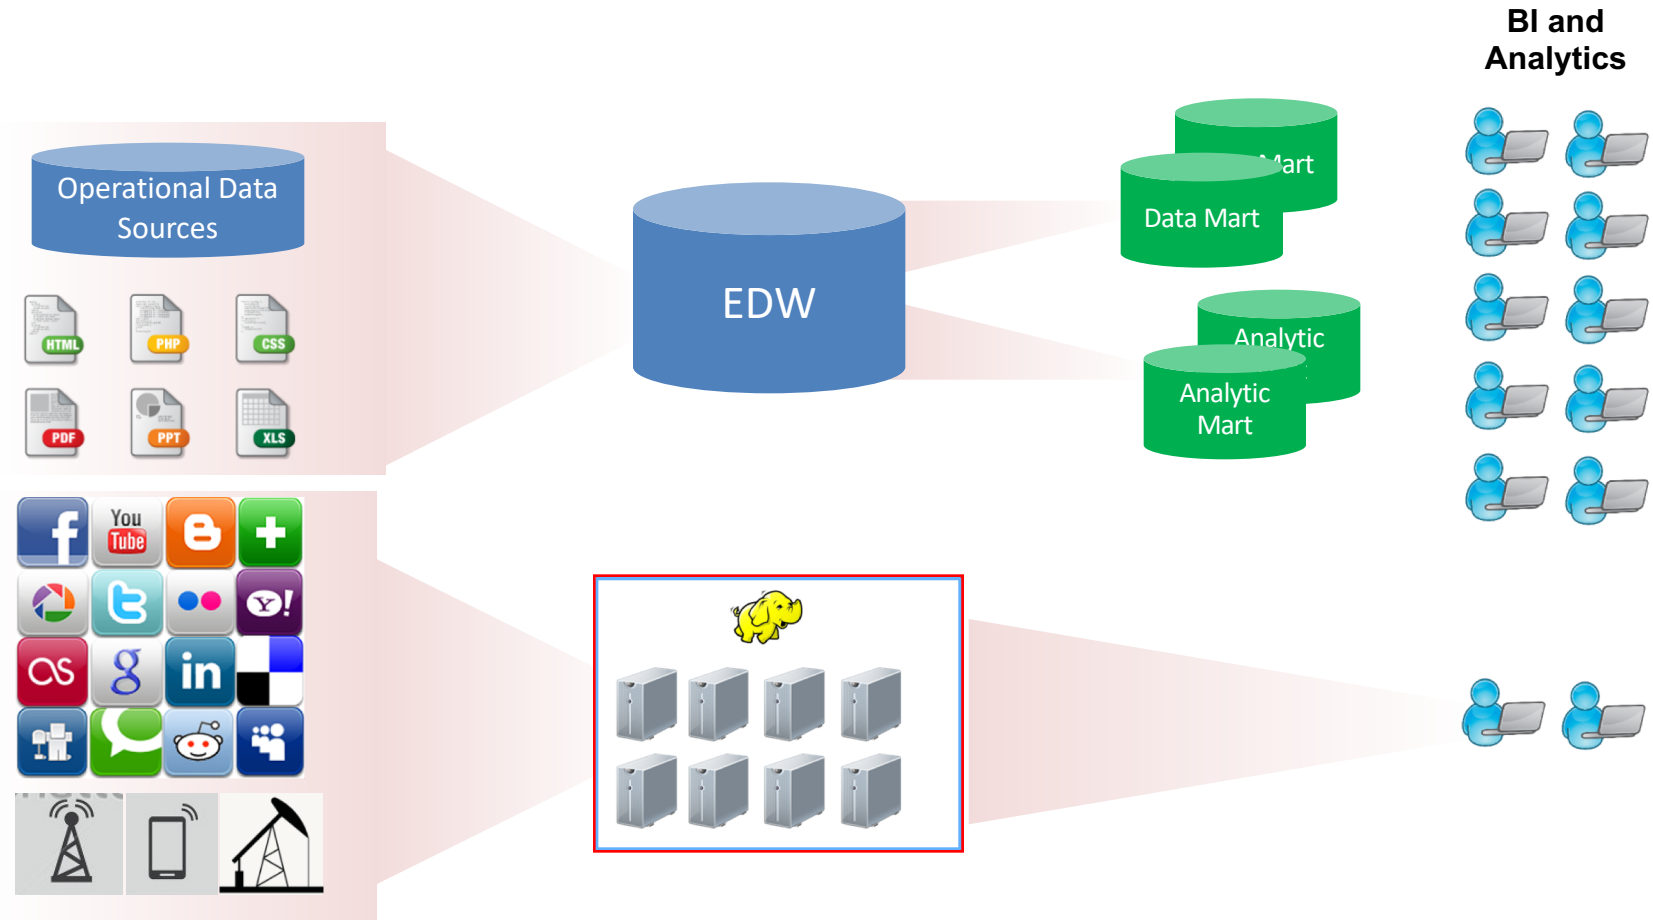 BI and
Analytics
Operational Data
Sources
Mart
Data Mart
EDW
Analytic
Analytic
Mart
HTML
PHP
CSS
PDF
PPT
XLS
You
Tube
Y!
in